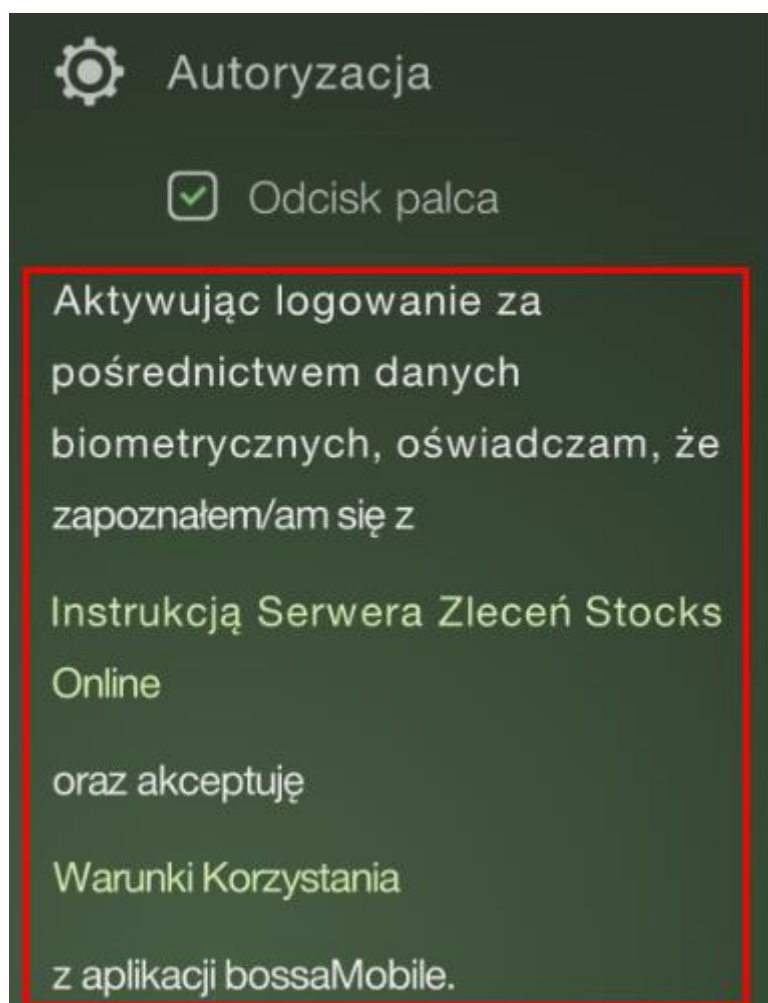 Autoryzacja
Odcisk palca
Aktywując logowanie za
pośrednictwem danych
biometrycznych, oświadczam, że
zapoznałem/am się z
Instrukcją Serwera Zleceń Stocks
Online
oraz akceptuję
Warunki Korzystania
z aplikacji bossaMobile.